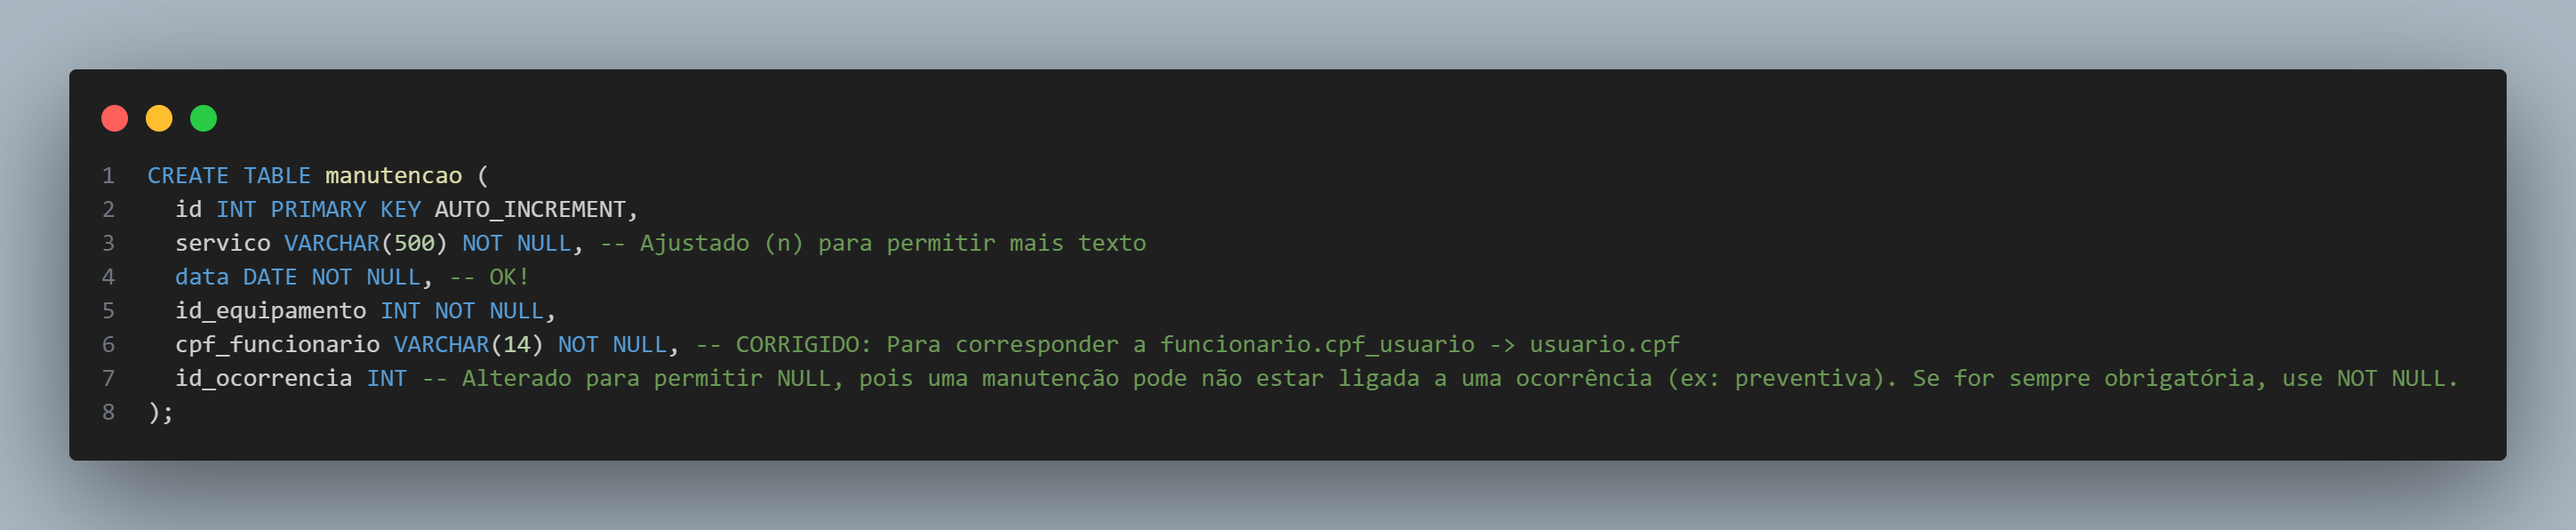 1 CREATE TABLE manutencao (
2   id INT PRIMARY KEY AUTO_INCREMENT,
3   servico VARCHAR(500) NOT NULL, -- Ajustado (n) para permitir mais texto
4   data DATE NOT NULL, -- OK!
5   id_equipamento INT NOT NULL,
6   cpf_funcionario VARCHAR(14) NOT NULL, -- CORRIGIDO: Para corresponder a funcionario.cpf_usuario -> usuario.cpf
7   id_ocorrencia INT -- Alterado para permitir NULL, pois uma manutenção pode não estar ligada a uma ocorrência (ex: preventiva). Se for sempre obrigatória, use NOT NULL.
8 );